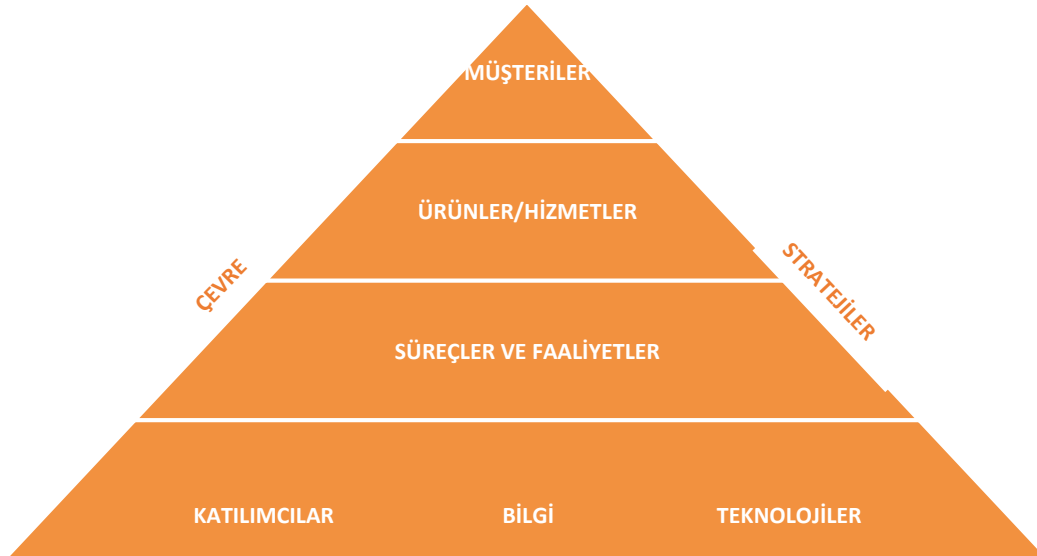 MÜŞTERİLER
ÜRÜNLER/HİZMETLER
ÇEVRE
STRATEJİLER
SÜREÇLER VE FAALİYETLER
KATILIMCILAR BİLGİ TEKNOLOJİLER